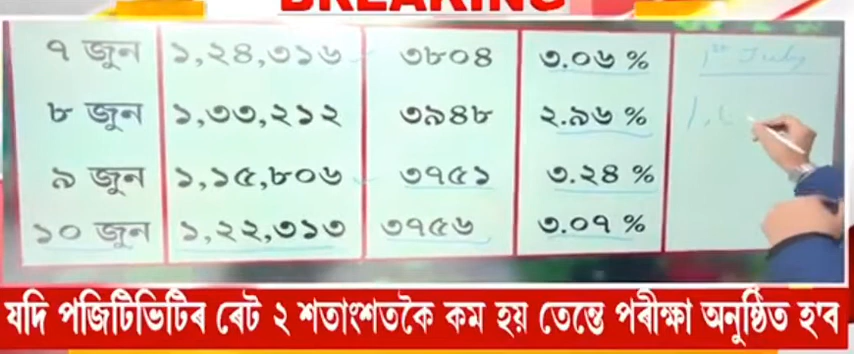 BREAKING
৭ জুন ১,২৪,৩১৬ ৩৮০৪ ৩.০৬ % 1st July
৮ জুন ১,৩৩,২১২ ৩৯৪৮ ২.৯৬ %
৯ জুন ১,১৫,৮০৬ ৩৭৫১ ৩.২৪ %
১০ জুন ১,২২,৩১৩ ৩৭৫৬ ৩.০৭ %
যদি পজিটিভিটিৰ ৰেট ২ শতাংশতকৈ কম হয় তেন্তে পৰীক্ষা অনুষ্ঠিত হ'ব